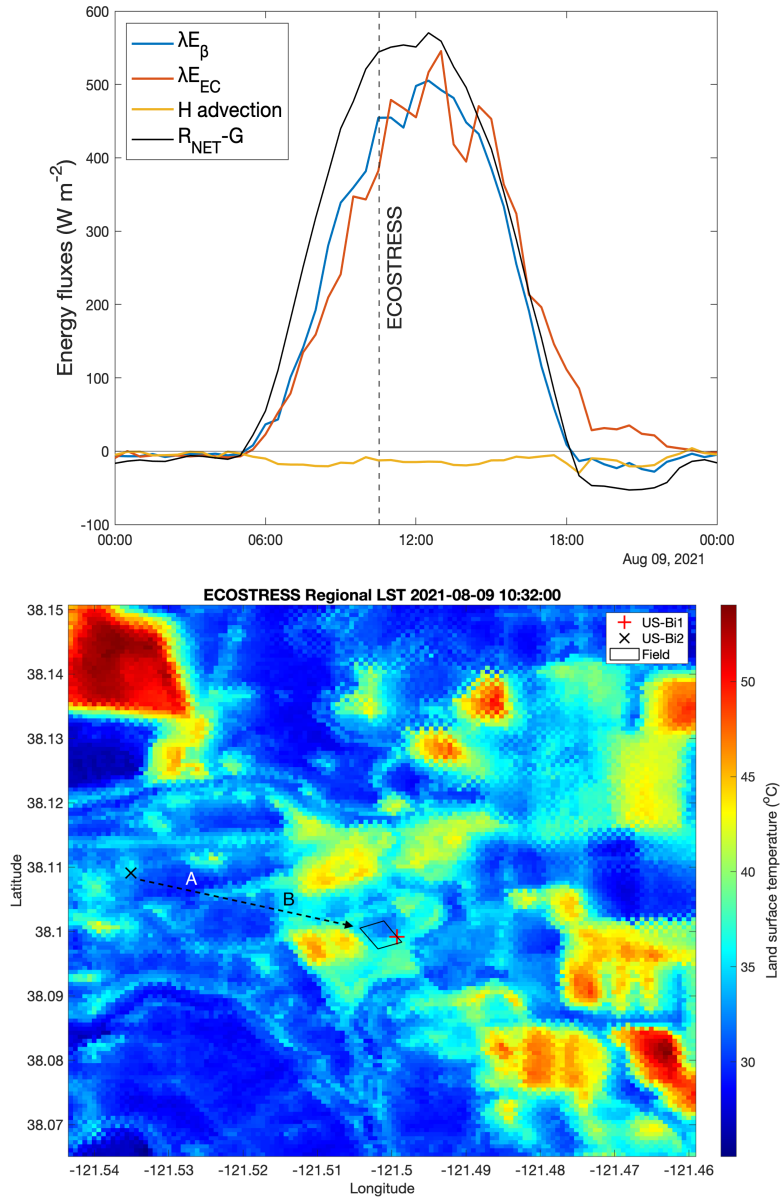 600
500
400
300
200
100
0
-100
Energy fluxes (W m-2)
λEβ
λEEC
H advection
RNET-G
ECOSTRESS
00:00
06:00
12:00
18:00
00:00
Aug 09, 2021
ECOSTRESS Regional LST 2021-08-09 10:32:00
38.15
38.14
38.13
38.12
38.11
38.1
38.09
38.08
38.07
Latitude
US-Bi1
US-Bi2
Field
A
B
-121.54
-121.53
-121.52
-121.51
-121.5
-121.49
-121.48
-121.47
-121.46
Longitude
50
45
40
35
30
Land surface temperature (oC)